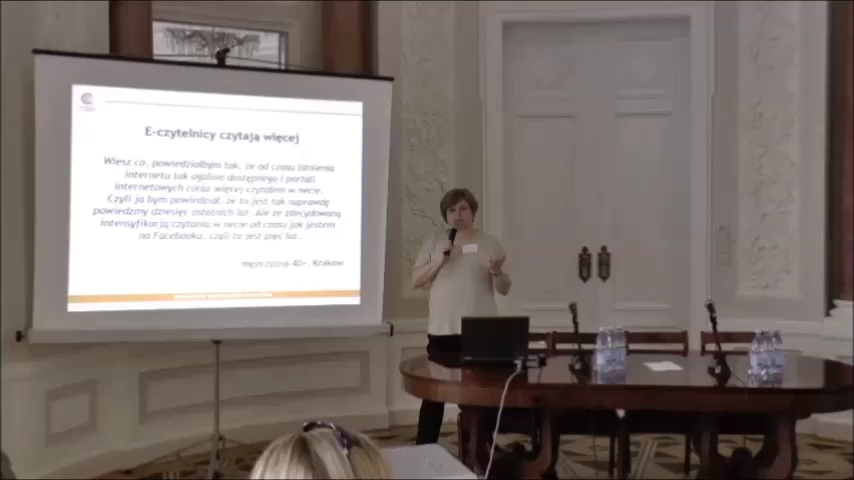 E-czytelnicy czytają więcej
Wiesz co, powiedziałbym tak, że od czasu istnienia
internetu tak ogólnie dostępnego i portali
internetowych coraz więcej czytałem w necie.
Czyli ja bym powiedział, że to jest tak naprawdę
powiedzmy dziesięć ostatnich lat. Ale ze zdecydowaną
intensyfikacją czytania w necie od czasu jak jestem
na Facebooku, czyli to jest pięć lat.
mężczyzna 40+, Kraków